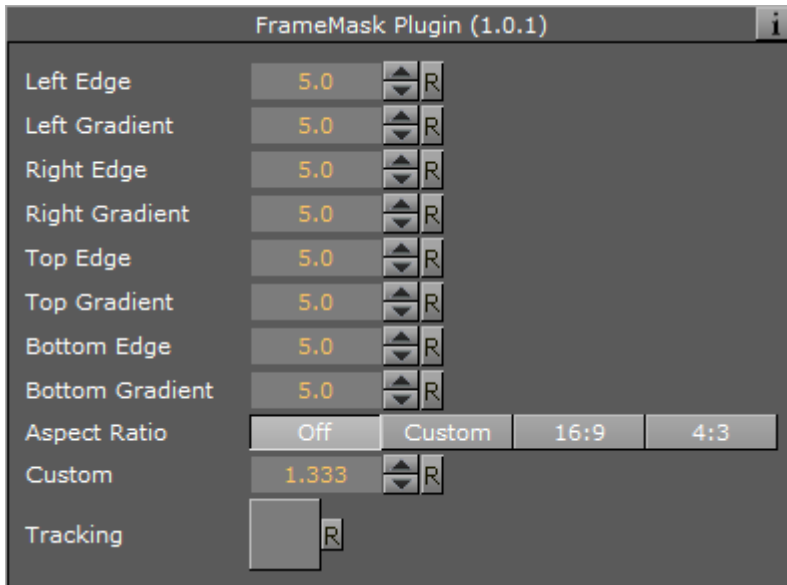 FrameMask Plugin (1.0.1) i
Left Edge 5.0 R
Left Gradient 5.0 R
Right Edge 5.0 R
Right Gradient 5.0 R
Top Edge 5.0 R
Top Gradient 5.0 R
Bottom Edge 5.0 R
Bottom Gradient 5.0 R
Aspect Ratio Off Custom 16:9 4:3
Custom 1.333 R
Tracking R